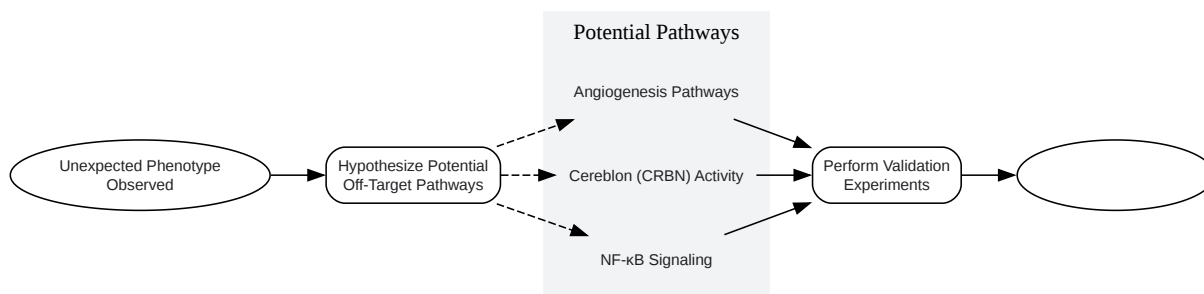 Potential Pathways
Angiogenesis Pathways
Unexpected Phenotype
Observed
Hypothesize Potential
Off-Target Pathways
Cereblon (CRBN) Activity
Perform Validation
Experiments
NF-κB Signaling